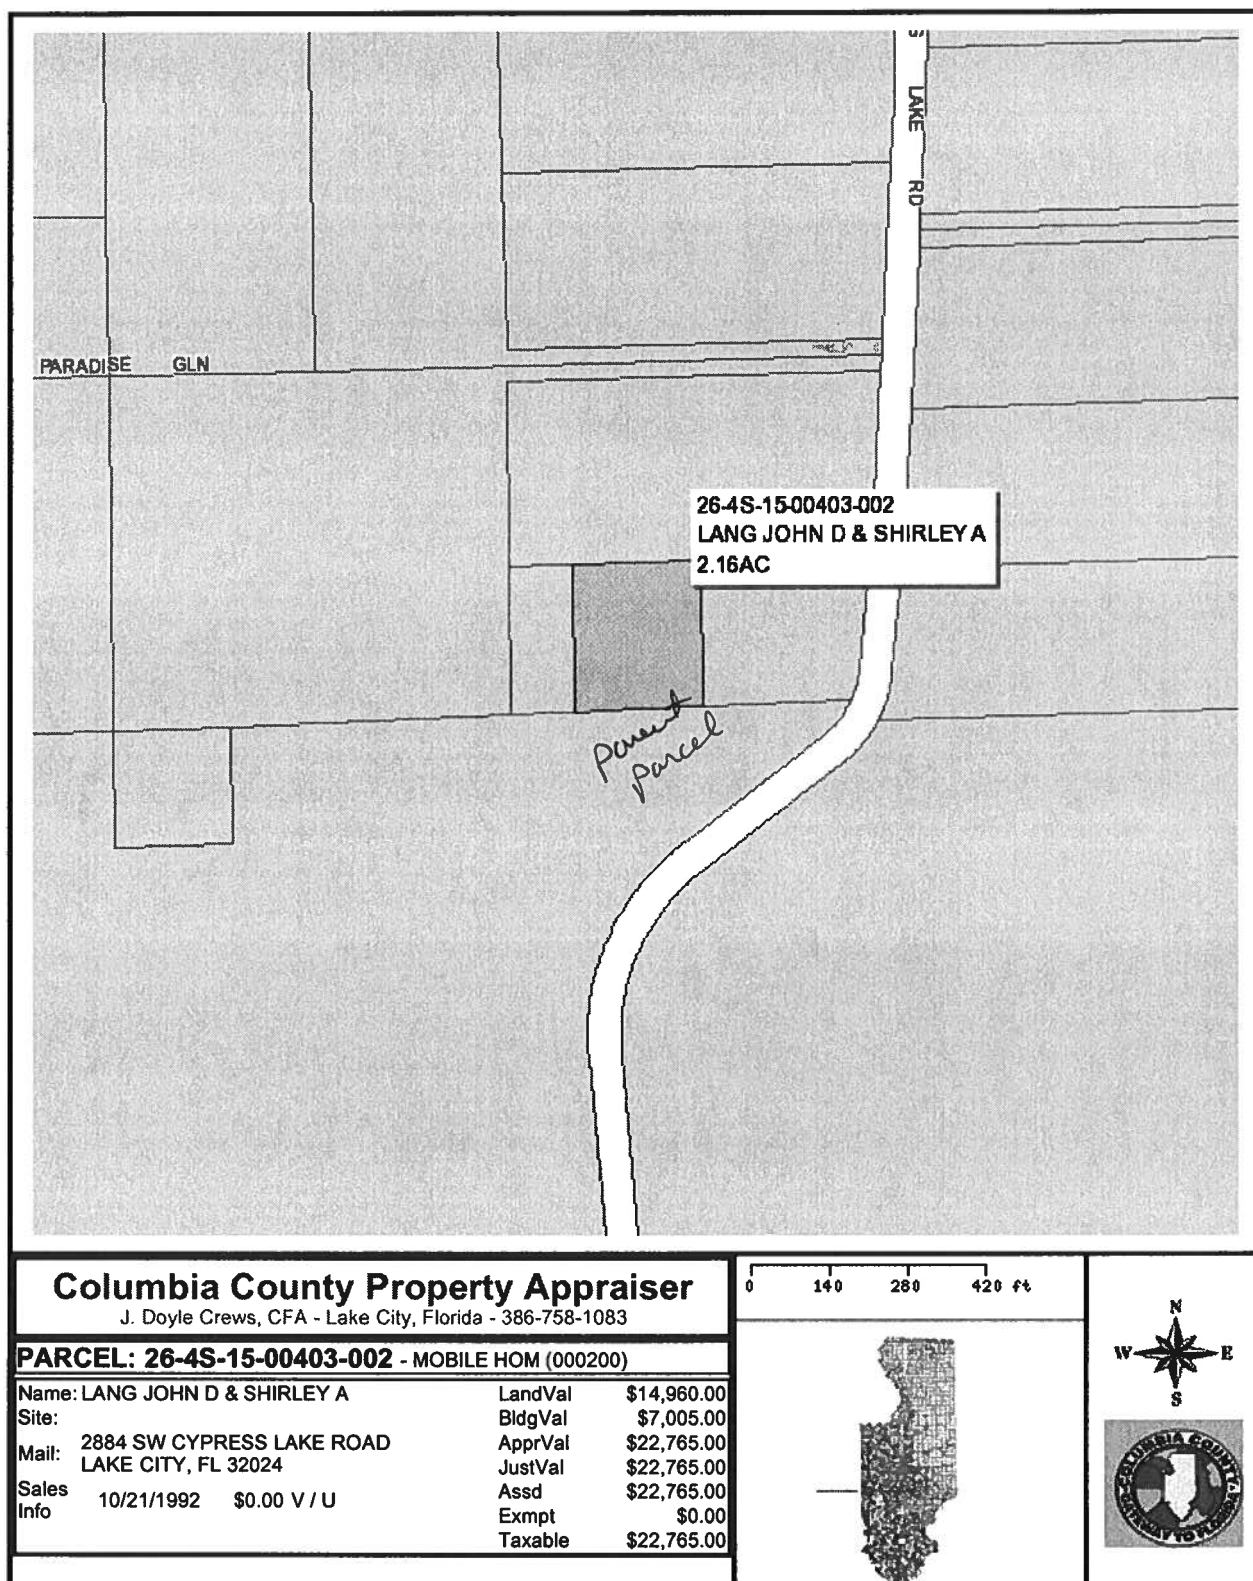 S LAKE RD
PARADISE GLN
26-4S-15-00403-002
LANG JOHN D & SHIRLEY A
2.16AC
parent
parcel
Columbia County Property Appraiser
J. Doyle Crews, CFA - Lake City, Florida - 386-758-1083
PARCEL: 26-4S-15-00403-002 - MOBILE HOM (000200)
Name: LANG JOHN D & SHIRLEY A LandVal $14,960.00
Site: BldgVal $7,005.00
Mail: 2884 SW CYPRESS LAKE ROAD ApprVal $22,765.00
LAKE CITY, FL 32024 JustVal $22,765.00
Sales Info 10/21/1992 $0.00 V / U Assd $22,765.00
Exmpt $0.00
Taxable $22,765.00
0 140 280 420 ft
N
W E
S
COLUMBIA COUNTY
GATEWAY TO FLORIDA